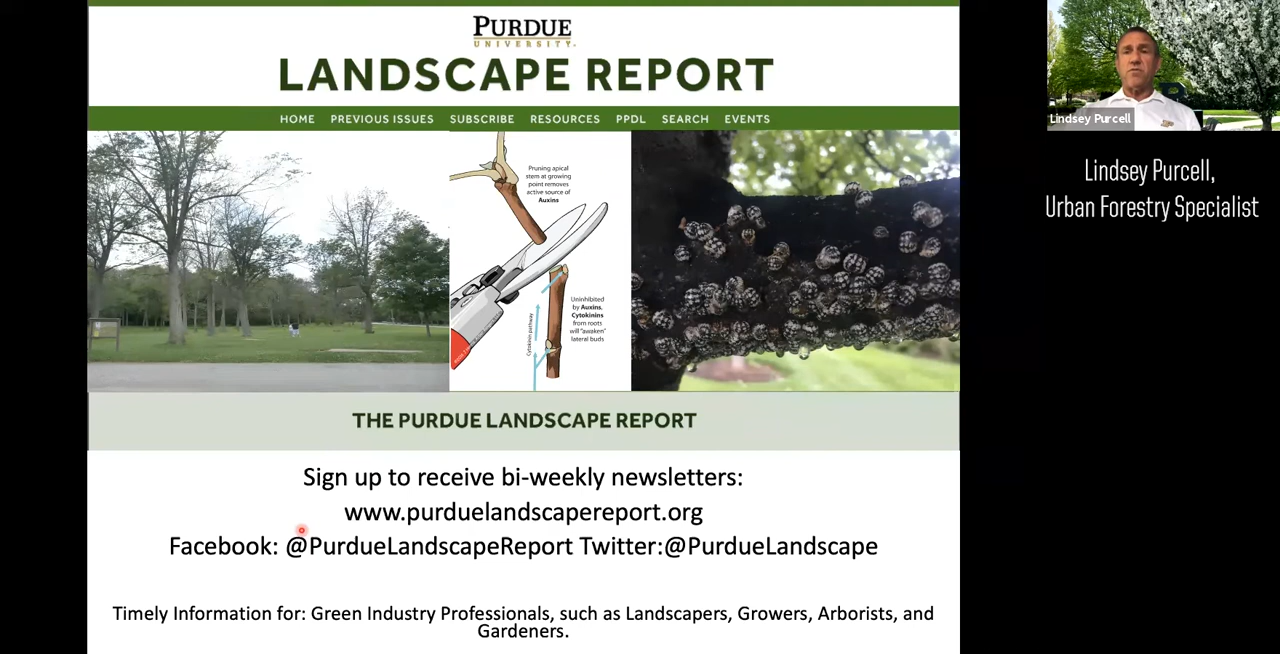 PURDUE
UNIVERSITY.
LANDSCAPE REPORT
HOME PREVIOUS ISSUES SUBSCRIBE RESOURCES PPDL SEARCH EVENTS
Pruning apical
stem at growing
point removes
active source of
Auxins
Uninhibited
by Auxins,
Cytokinins
from roots
will "awaken"
lateral buds
Cytokinin pathway
THE PURDUE LANDSCAPE REPORT
Sign up to receive bi-weekly newsletters:
www.purduelandscapereport.org
Facebook: @PurdueLandscapeReport Twitter:@PurdueLandscape
Timely Information for: Green Industry Professionals, such as Landscapers, Growers, Arborists, and
Gardeners.
Lindsey Purcell
Lindsey Purcell,
Urban Forestry Specialist